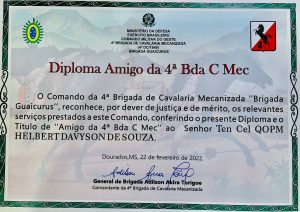 MINISTÉRIO DA DEFESA
EXÉRCITO BRASILEIRO
COMANDO MILITAR DO OESTE
4ª BRIGADA DE CAVALARIA MECANIZADA
BRIGADA GUAICURUS
Diploma Amigo da 4ª Bda C Mec
O Comando da 4ª Brigada de Cavalaria Mecanizada "Brigada
Guaicurus", reconhece, por dever de justiça e de mérito, os relevantes
serviços prestados a este Comando, conferindo o presente Diploma e o
Título de "Amigo da 4ª Bda C Mec" ao Senhor Ten Cel QOPM
HELBERT DAVYSON DE SOUZA.
Dourados,MS, 22 de fevereiro de 2022
General de Brigada Adilson Akira Torigoe
Comandante da 4ª Brigada de Cavalaria Mecanizada